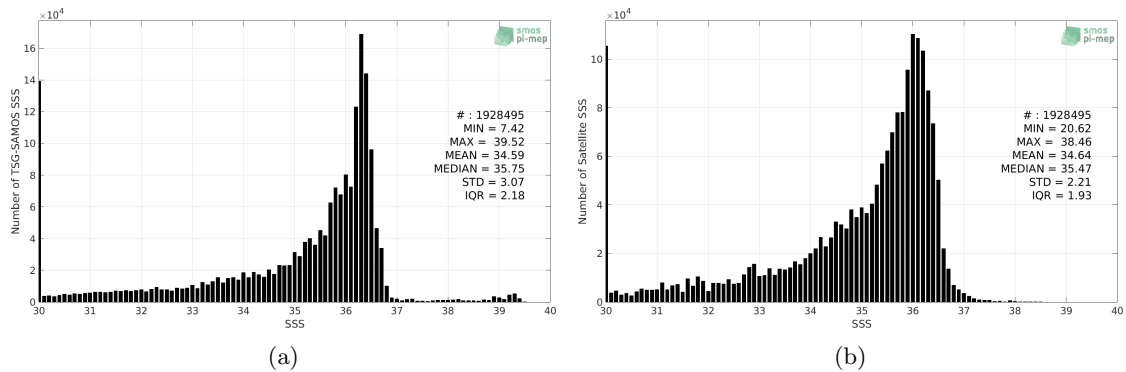 ×10⁴
smos
pi-mep
16
14
12
10
8
6
4
2
0
Number of TSG-SAMOS SSS
# : 1928495
MIN = 7.42
MAX = 39.52
MEAN = 34.59
MEDIAN = 35.75
STD = 3.07
IQR = 2.18
30 31 32 33 34 35 36 37 38 39 40
SSS
(a)
×10⁴
smos
pi-mep
10
8
6
4
2
0
Number of Satellite SSS
# : 1928495
MIN = 20.62
MAX = 38.46
MEAN = 34.64
MEDIAN = 35.47
STD = 2.21
IQR = 1.93
30 31 32 33 34 35 36 37 38 39 40
SSS
(b)